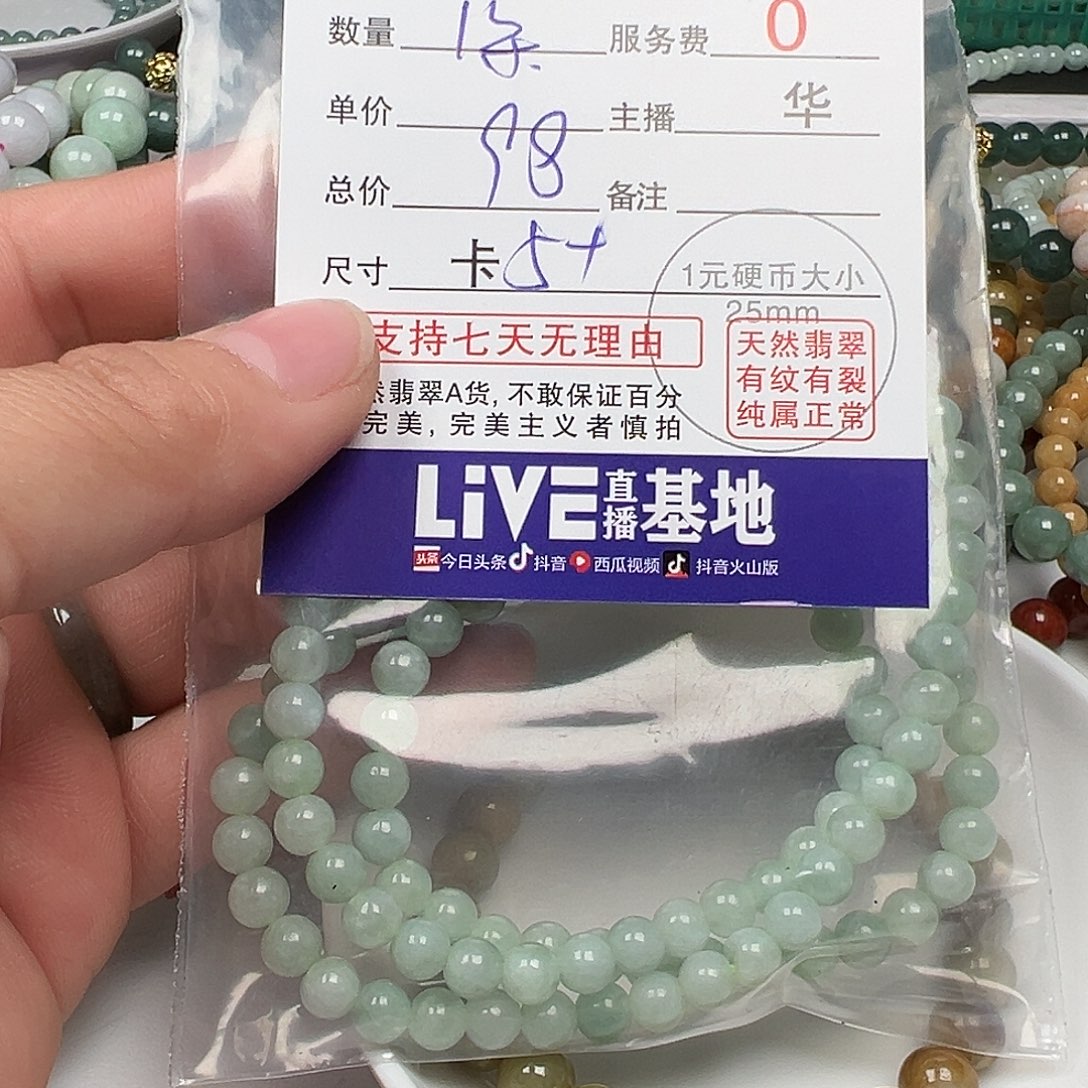 数量 1条 服务费 0
单价 98 主播 华
总价 备注
尺寸 卡 5+ 1元硬币大小
25mm
支持七天无理由
天然翡翠
有纹有裂
纯属正常
然翡翠A货,不敢保证百分
完美,完美主义者慎拍
LiVE直播基地
头条 今日头条 抖音 西瓜视频 抖音火山版